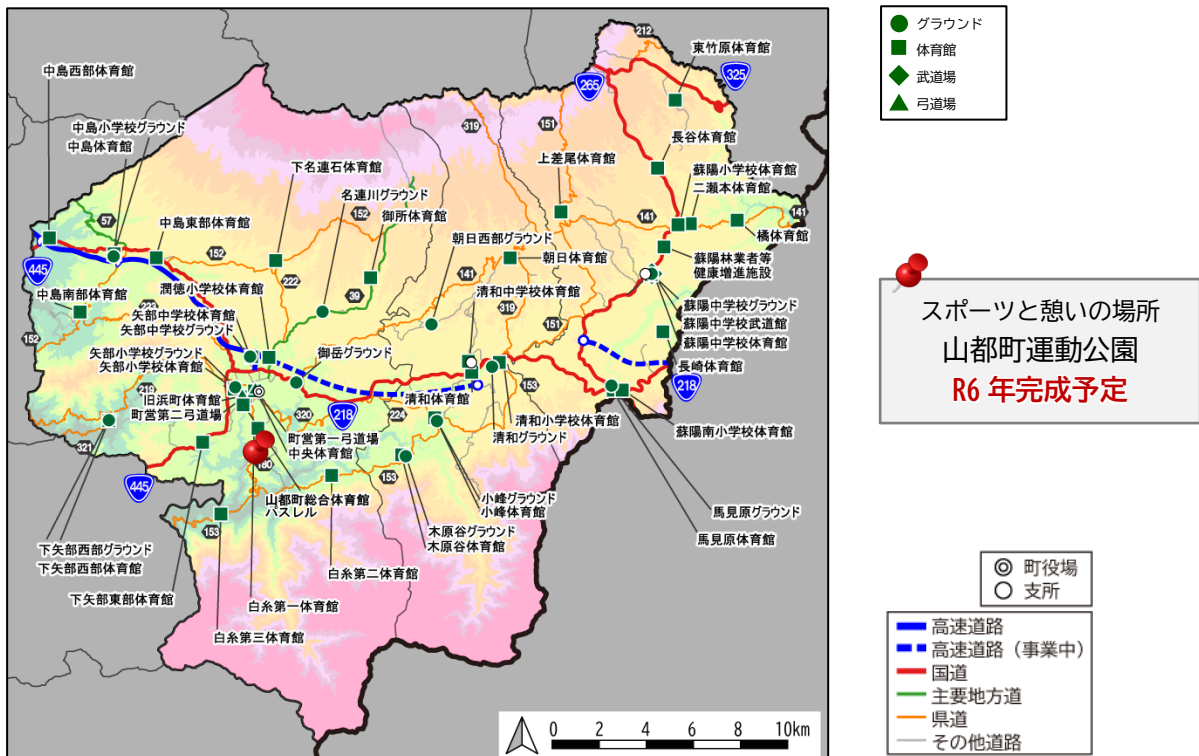 グラウンド
体育館
武道場
弓道場
中島西部体育館
東竹原体育館
212
325
265
中島小学校グラウンド
中島体育館
319
151
長谷体育館
下名連石体育館
上差尾体育館
蘇陽小学校体育館
二瀬本体育館
名連川グラウンド
152
御所体育館
57
中島東部体育館
141
141
朝日西部グラウンド
橘体育館
445
152
朝日体育館
蘇陽林業者等
健康増進施設
222
141
潤徳小学校体育館
39
清和中学校体育館
中島南部体育館
223
矢部中学校体育館
矢部中学校グラウンド
319
151
蘇陽中学校グラウンド
蘇陽中学校武道館
蘇陽中学校体育館
152
御岳グラウンド
長崎体育館
矢部小学校グラウンド
矢部小学校体育館
219
153
218
旧浜町体育館
町営第二弓道場
320
218
224
清和体育館
清和小学校体育館
清和グラウンド
321
町営第一弓道場
中央体育館
蘇陽南小学校体育館
180
153
445
山都町総合体育館
パスレル
小峰グラウンド
小峰体育館
馬見原グラウンド
馬見原体育館
153
下矢部西部グラウンド
下矢部西部体育館
木原谷グラウンド
木原谷体育館
白糸第二体育館
下矢部東部体育館
白糸第一体育館
白糸第三体育館
0 2 4 6 8 10km
スポーツと憩いの場所
山都町運動公園
R6 年完成予定
町役場
支所
高速道路
高速道路（事業中）
国道
主要地方道
県道
その他道路